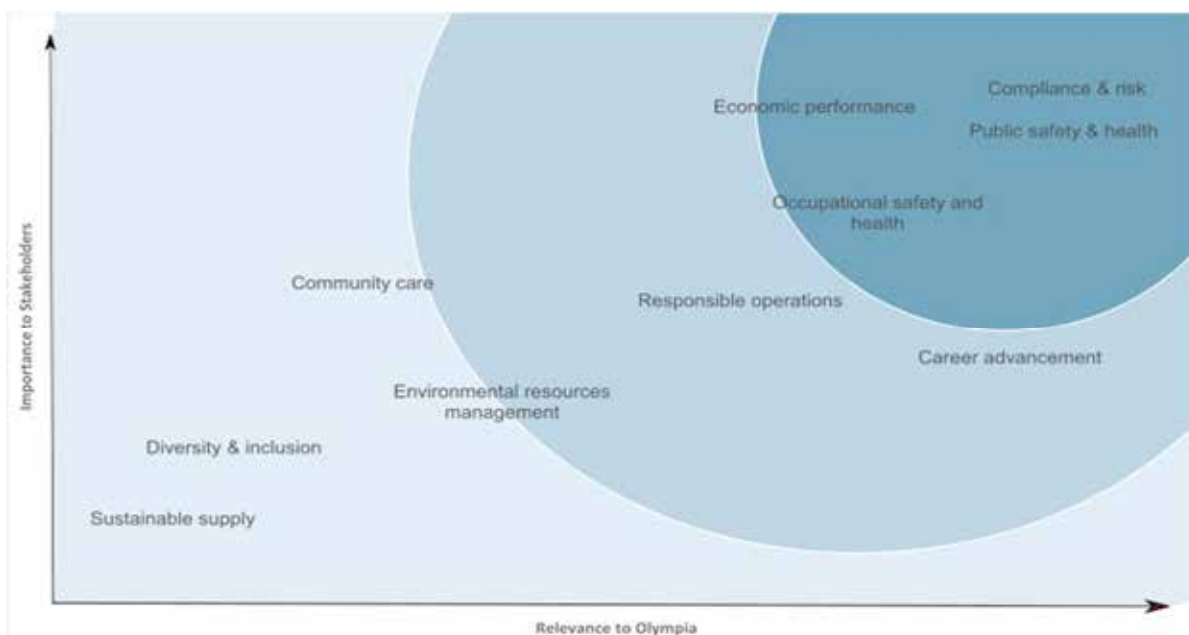 Compliance & risk
Economic performance
Public safety & health
Occupational safety and
health
Community care
Responsible operations
Career advancement
Environmental resources
management
Diversity & inclusion
Sustainable supply
Importance to Stakeholders
Relevance to Olympia